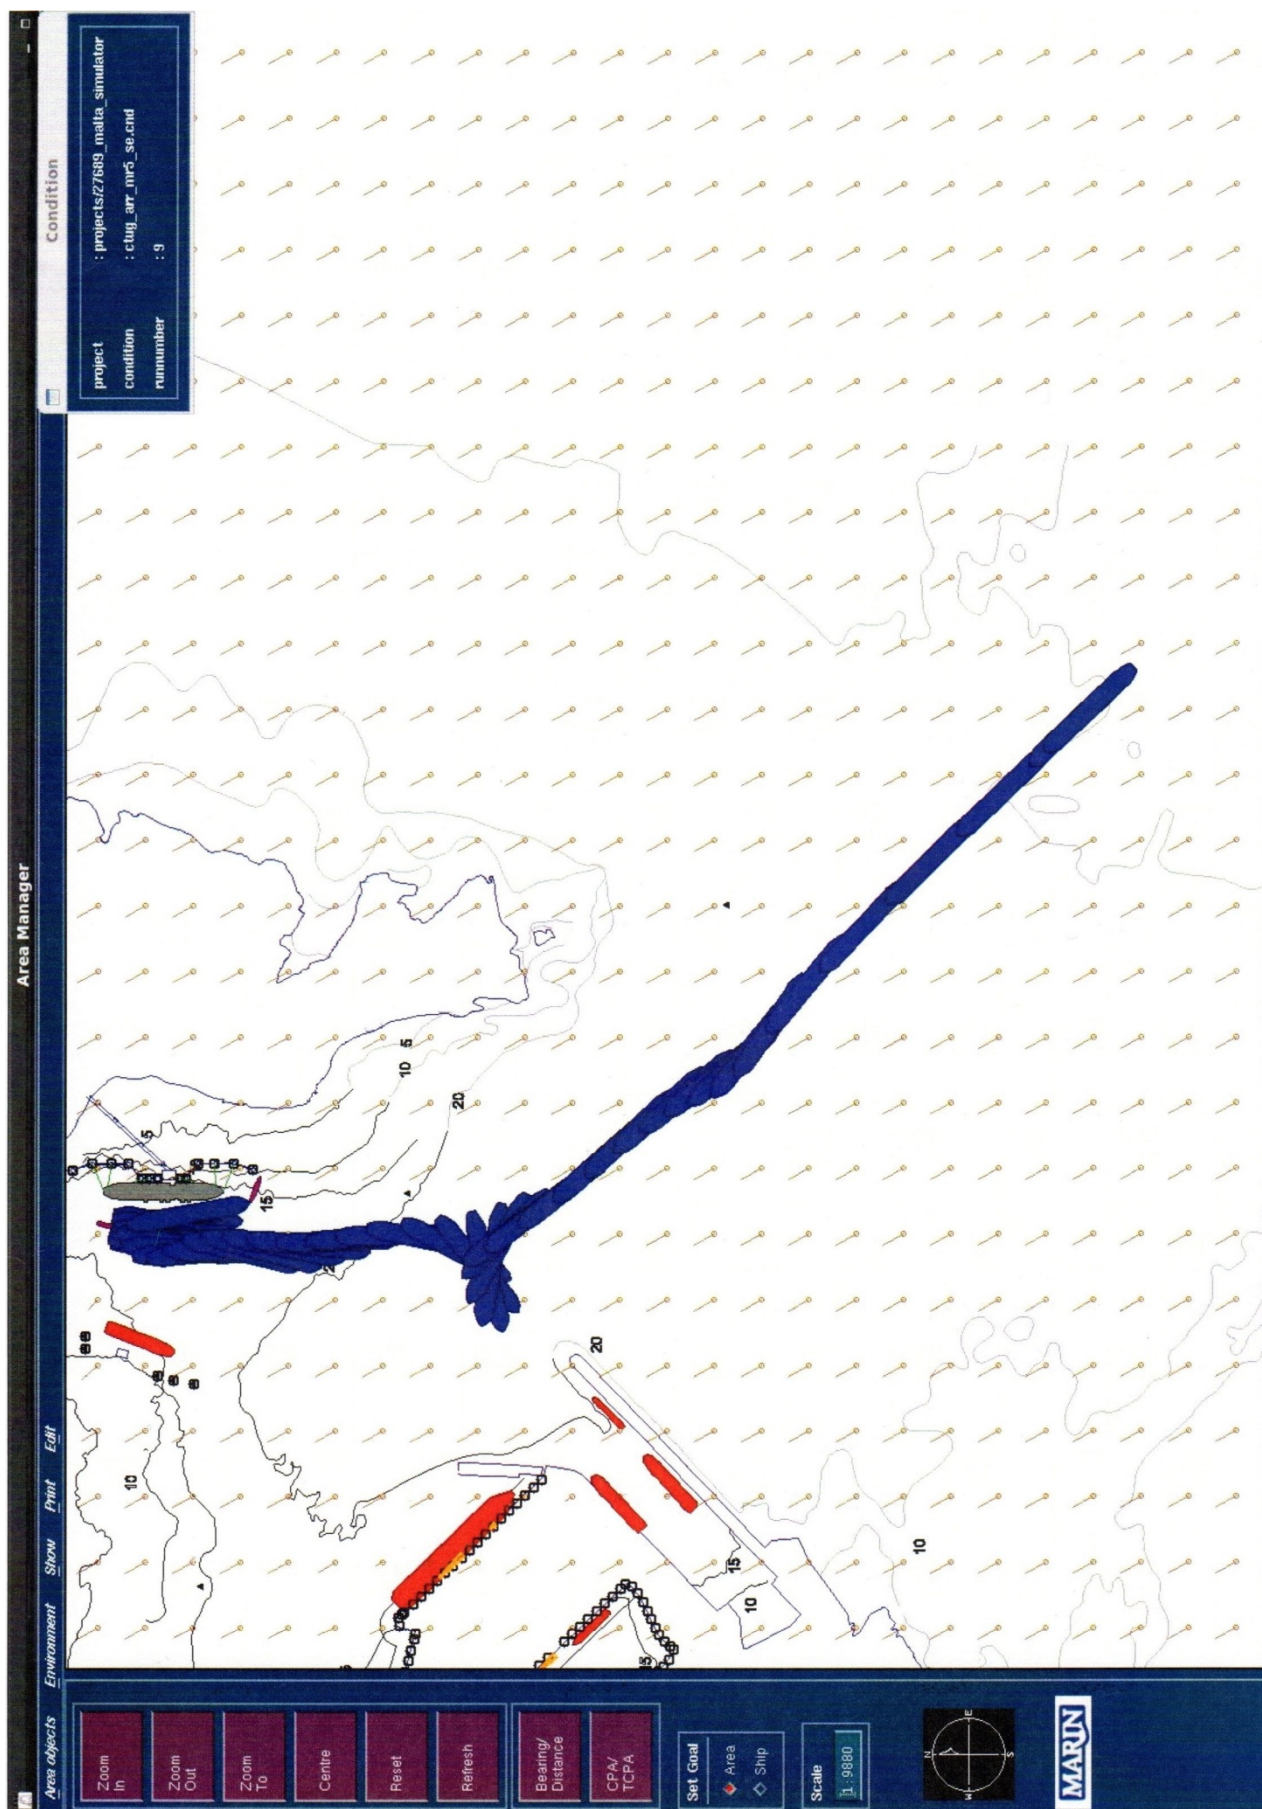 Area Manager
Area objects Environment Show Print Edit
Condition
project : projects/27689_malta_simulator
condition : ctug_arr_mr5_se.cnd
runnumber : 9
Zoom
In
Zoom
Out
Zoom
To
Centre
Reset
Refresh
Bearing/
Distance
CPA/
TCPA
Set Goal
Area
Ship
Scale
1:9880
N
W
E
S
MARIN
10
5
15
5
10
20
20
15
10
10
15